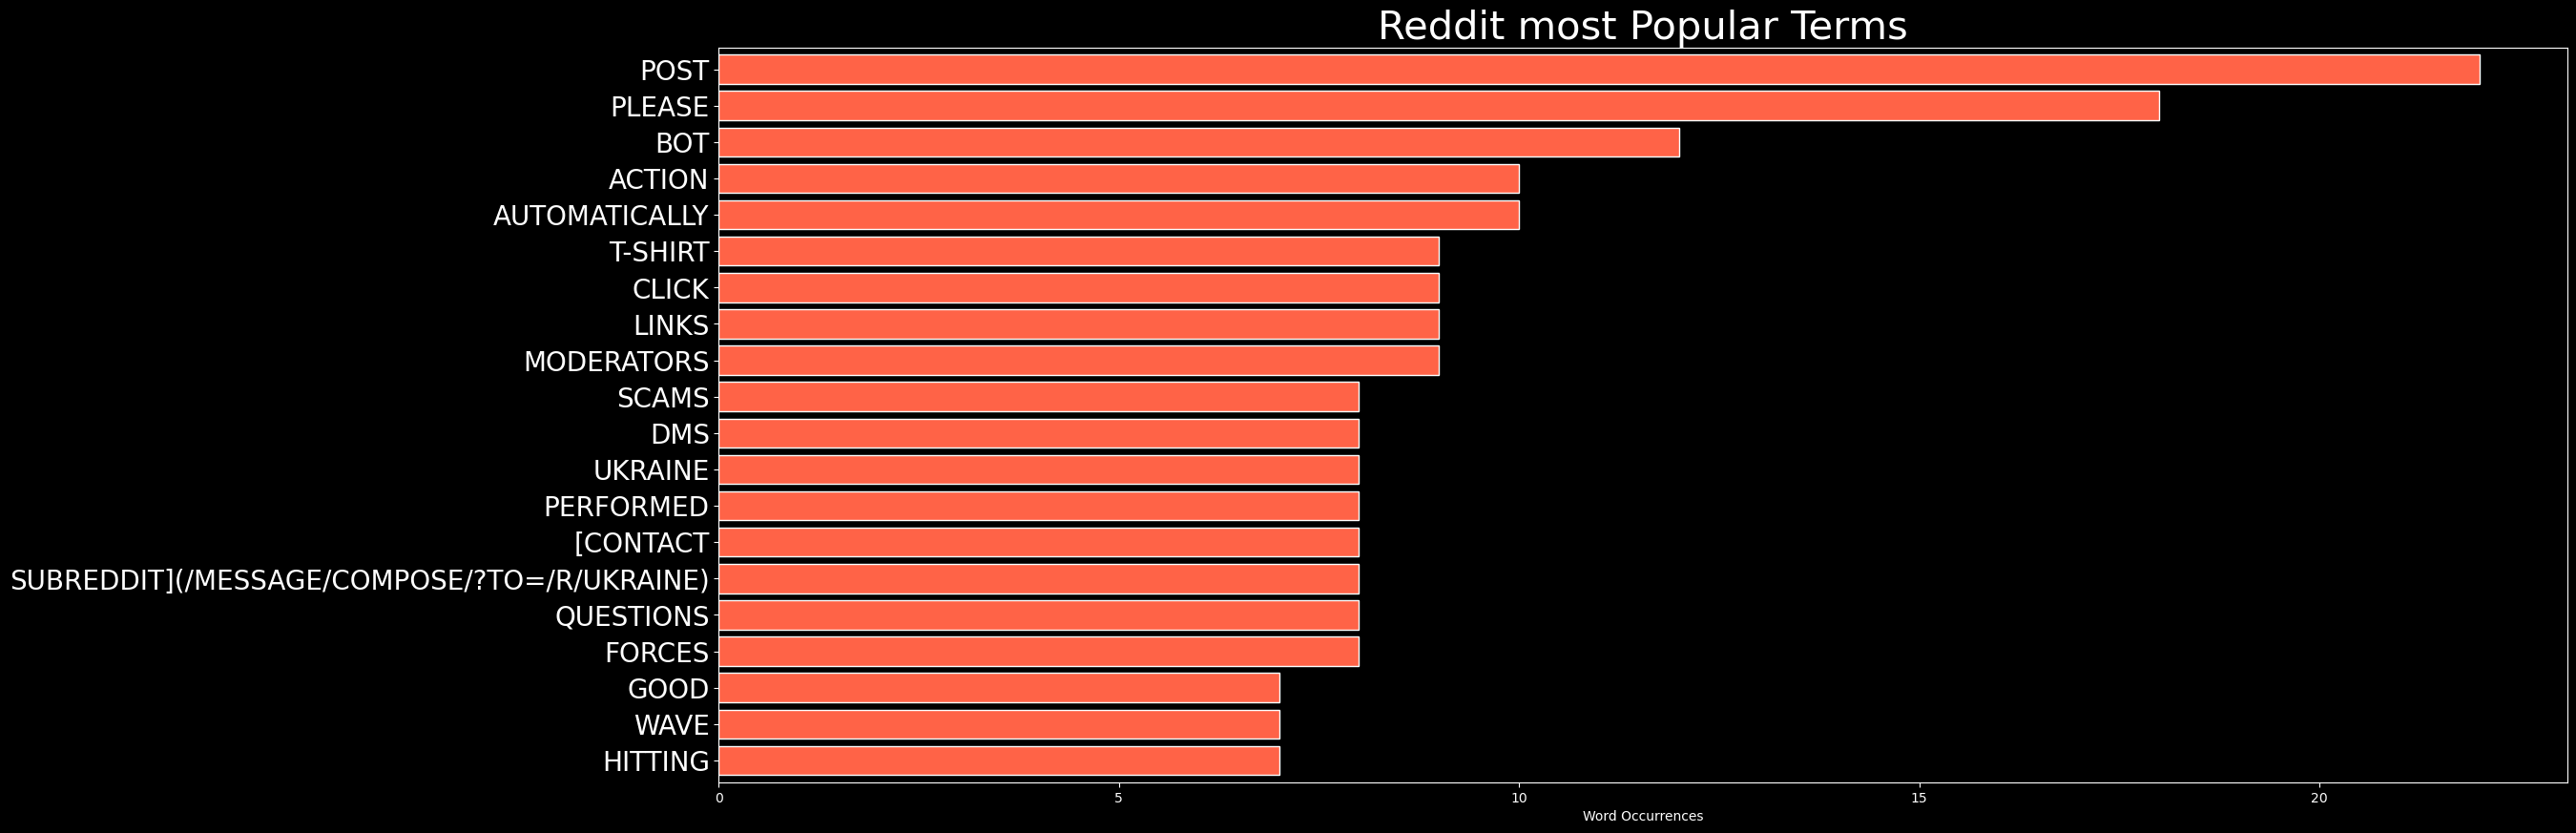 Reddit most Popular Terms
POST
PLEASE
BOT
ACTION
AUTOMATICALLY
T-SHIRT
CLICK
LINKS
MODERATORS
SCAMS
DMS
UKRAINE
PERFORMED
[CONTACT
SUBREDDIT](/MESSAGE/COMPOSE/?TO=/R/UKRAINE)
QUESTIONS
FORCES
GOOD
WAVE
HITTING
0 5 10 15 20
Word Occurrences